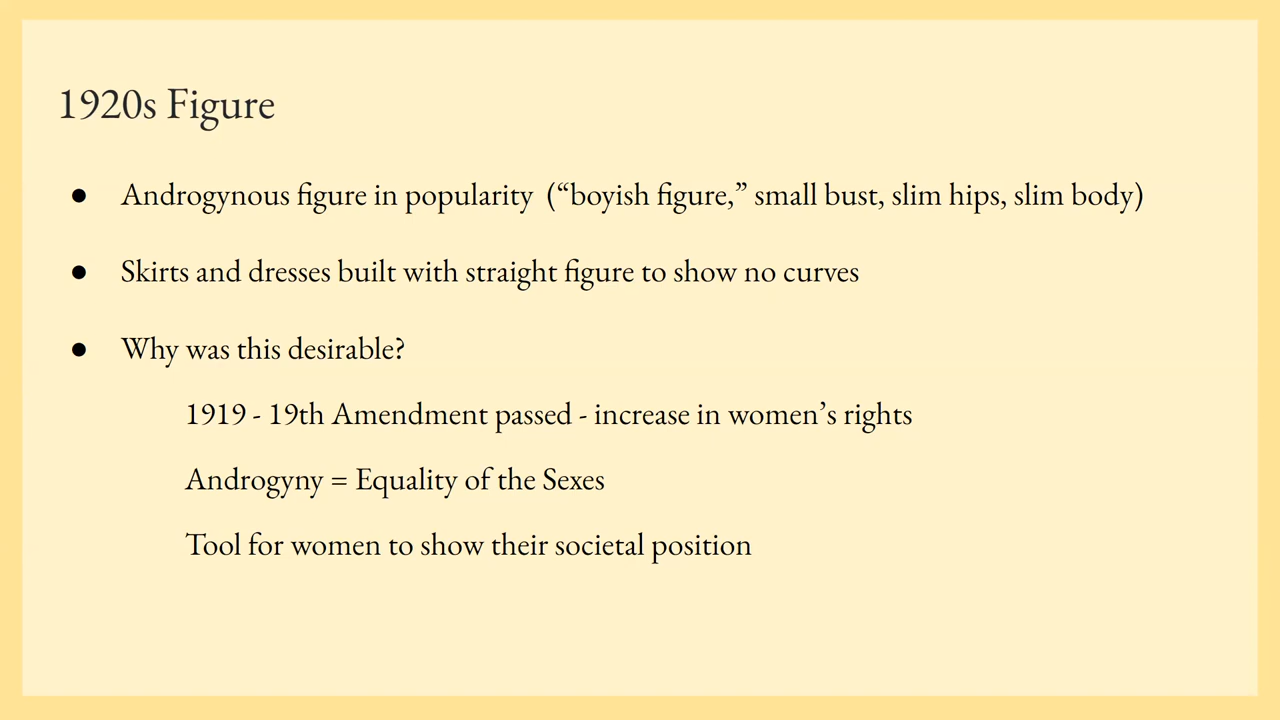 1920s Figure
● Androgynous figure in popularity (“boyish figure,” small bust, slim hips, slim body)
● Skirts and dresses built with straight figure to show no curves
● Why was this desirable?
1919 - 19th Amendment passed - increase in women’s rights
Androgyny = Equality of the Sexes
Tool for women to show their societal position